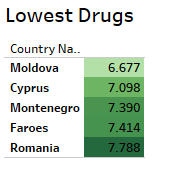 Lowest Drugs
Country Na..
Moldova 6.677
Cyprus 7.098
Montenegro 7.390
Faroes 7.414
Romania 7.788